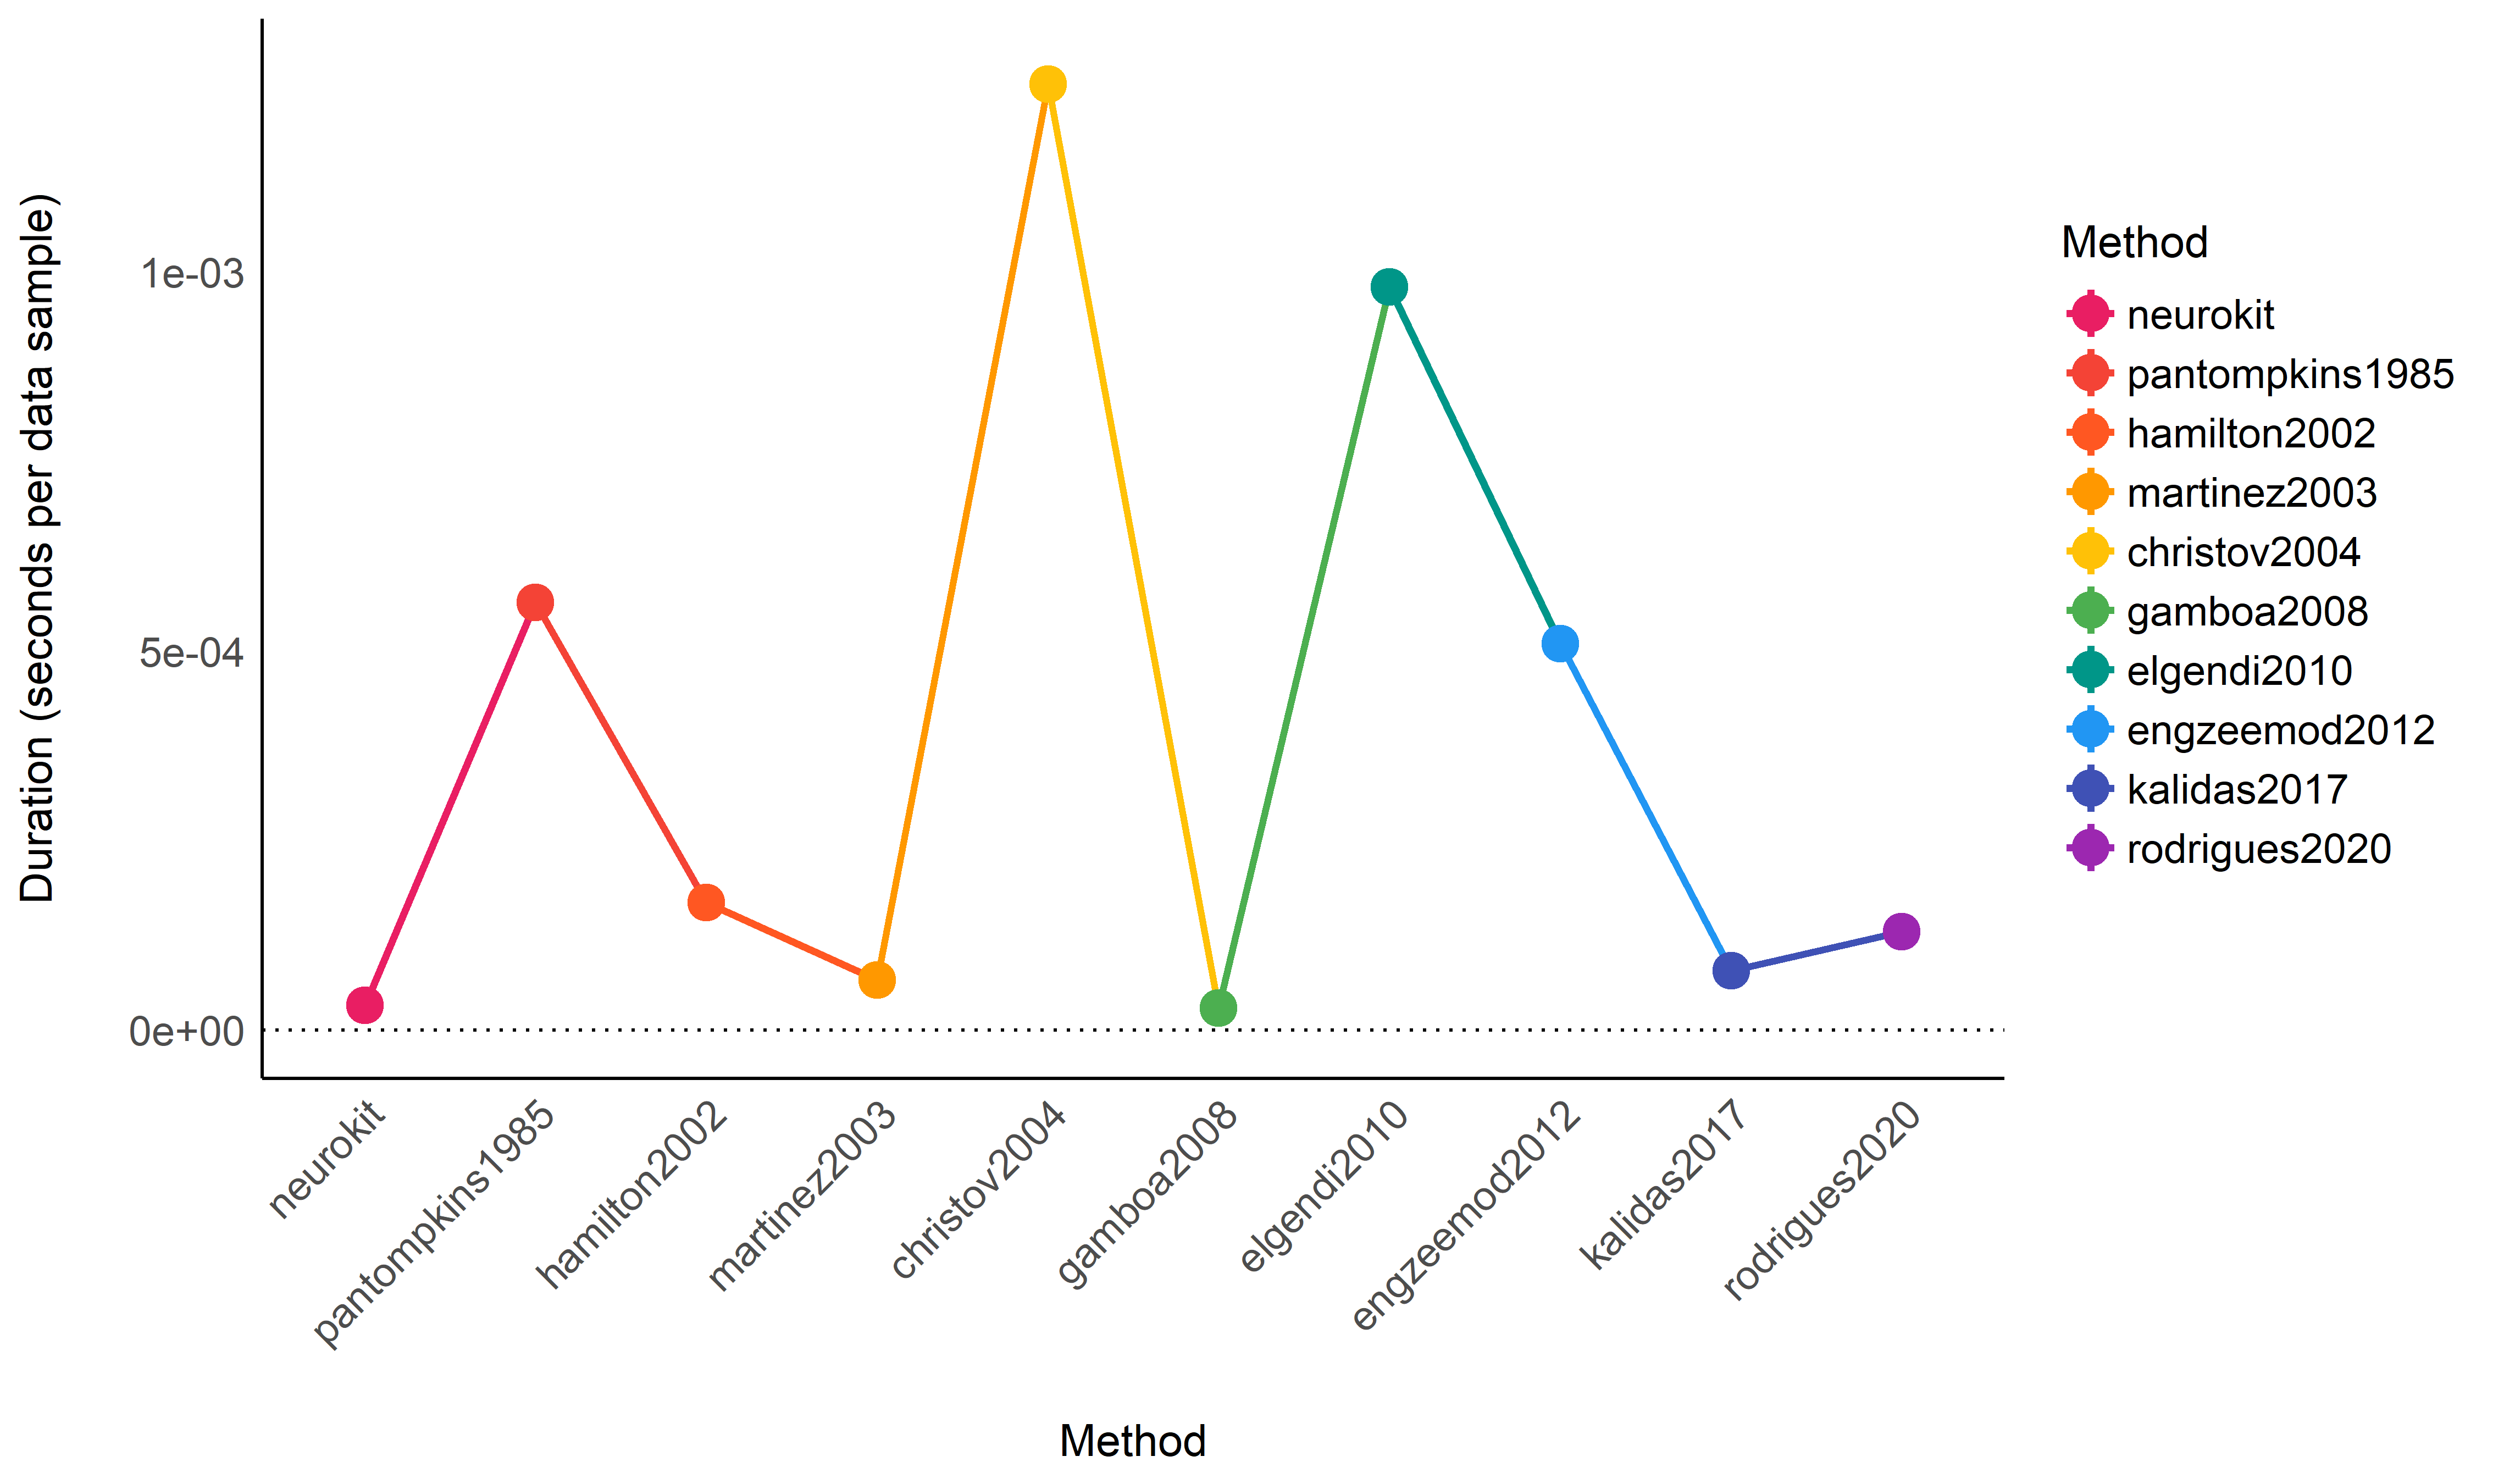 Duration (seconds per data sample)
1e-03
5e-04
0e+00
neurokit
pantompkins1985
hamilton2002
martinez2003
christov2004
gamboa2008
elgendi2010
engzeemod2012
kalidas2017
rodrigues2020
Method
Method
neurokit
pantompkins1985
hamilton2002
martinez2003
christov2004
gamboa2008
elgendi2010
engzeemod2012
kalidas2017
rodrigues2020